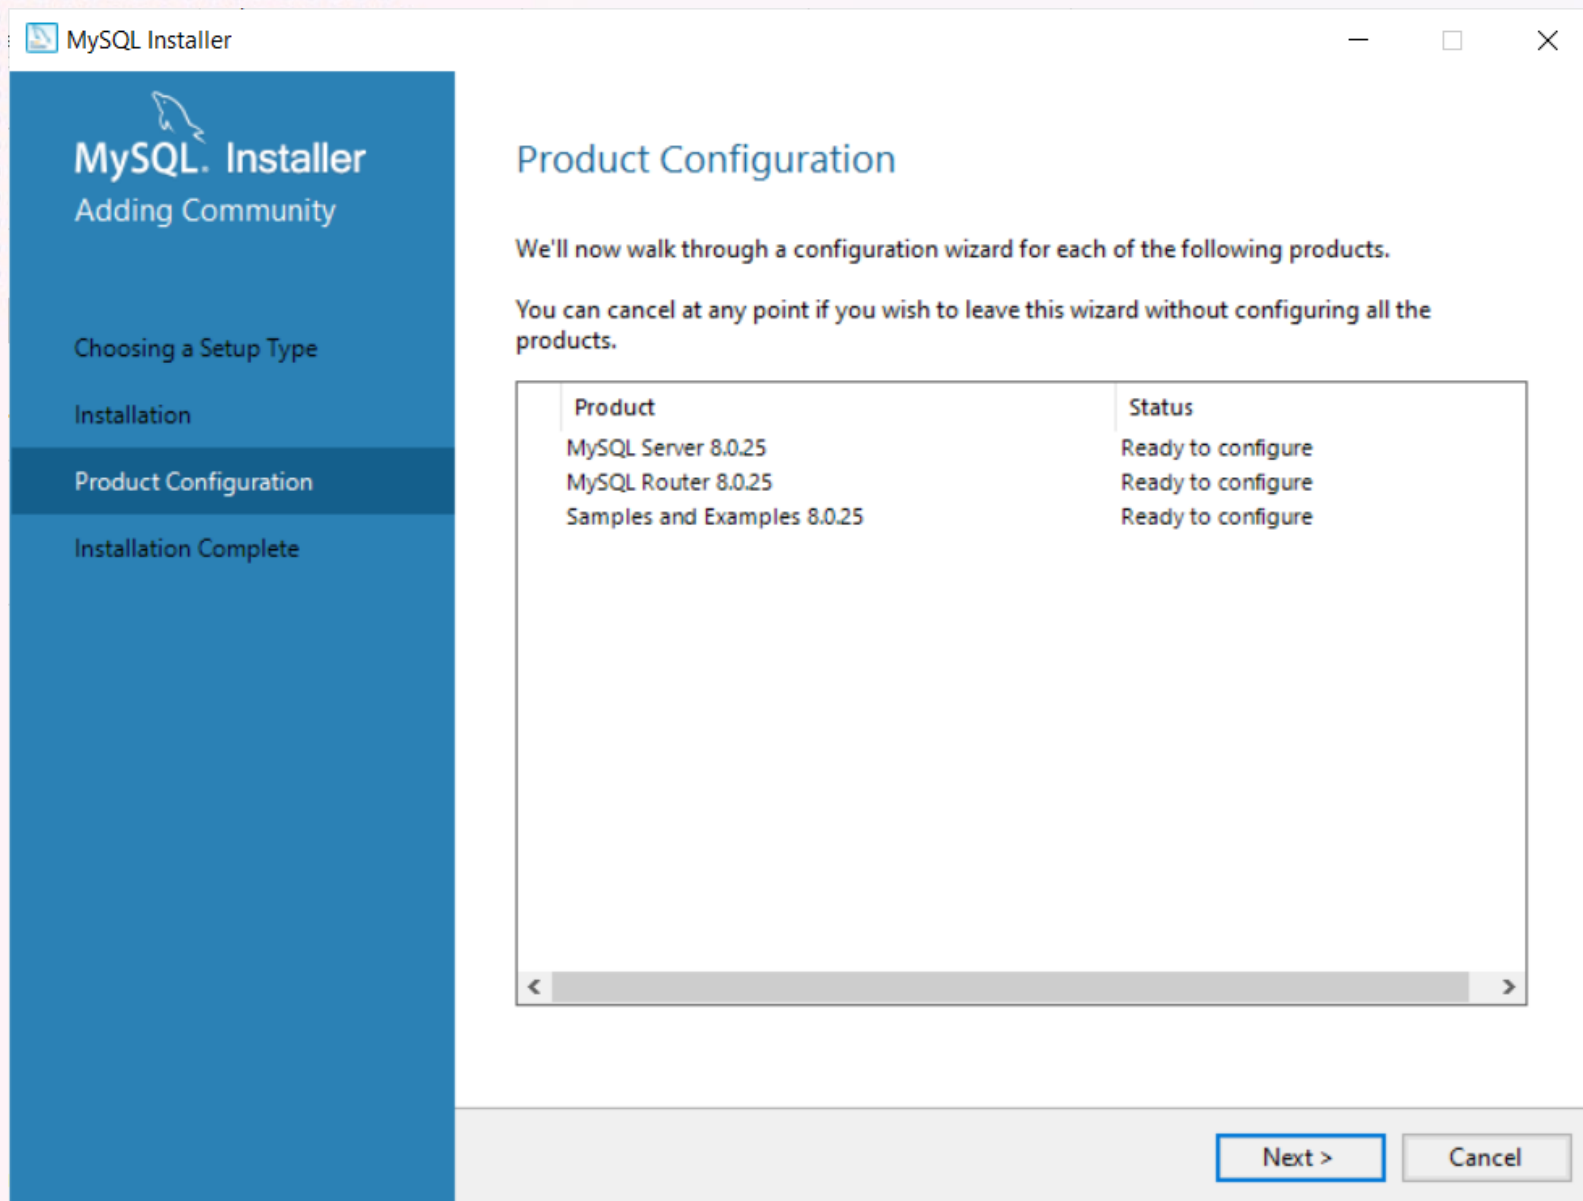 MySQL Installer
MySQL. Installer
Adding Community
Choosing a Setup Type
Installation
Product Configuration
Installation Complete
Product Configuration
We'll now walk through a configuration wizard for each of the following products.
You can cancel at any point if you wish to leave this wizard without configuring all the
products.
Product Status
MySQL Server 8.0.25 Ready to configure
MySQL Router 8.0.25 Ready to configure
Samples and Examples 8.0.25 Ready to configure
Next > Cancel